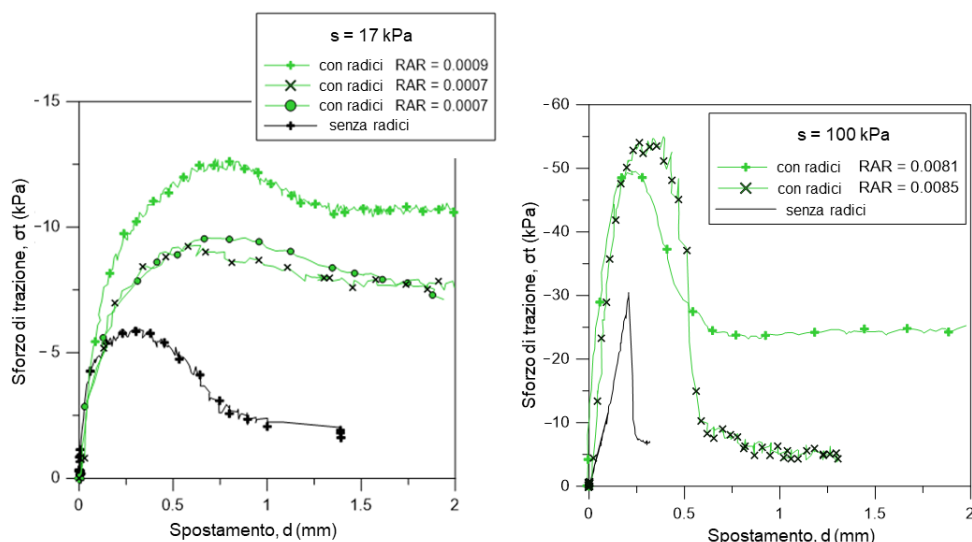 s = 17 kPa
con radici RAR = 0.0009
con radici RAR = 0.0007
con radici RAR = 0.0007
senza radici
-15
-10
-5
0
Sforzo di trazione, σt (kPa)
0
0.5
1
1.5
2
Spostamento, d (mm)
s = 100 kPa
con radici RAR = 0.0081
con radici RAR = 0.0085
senza radici
-60
-50
-40
-30
-20
-10
0
Sforzo di trazione, σt (kPa)
0
0.5
1
1.5
2
Spostamento, d (mm)